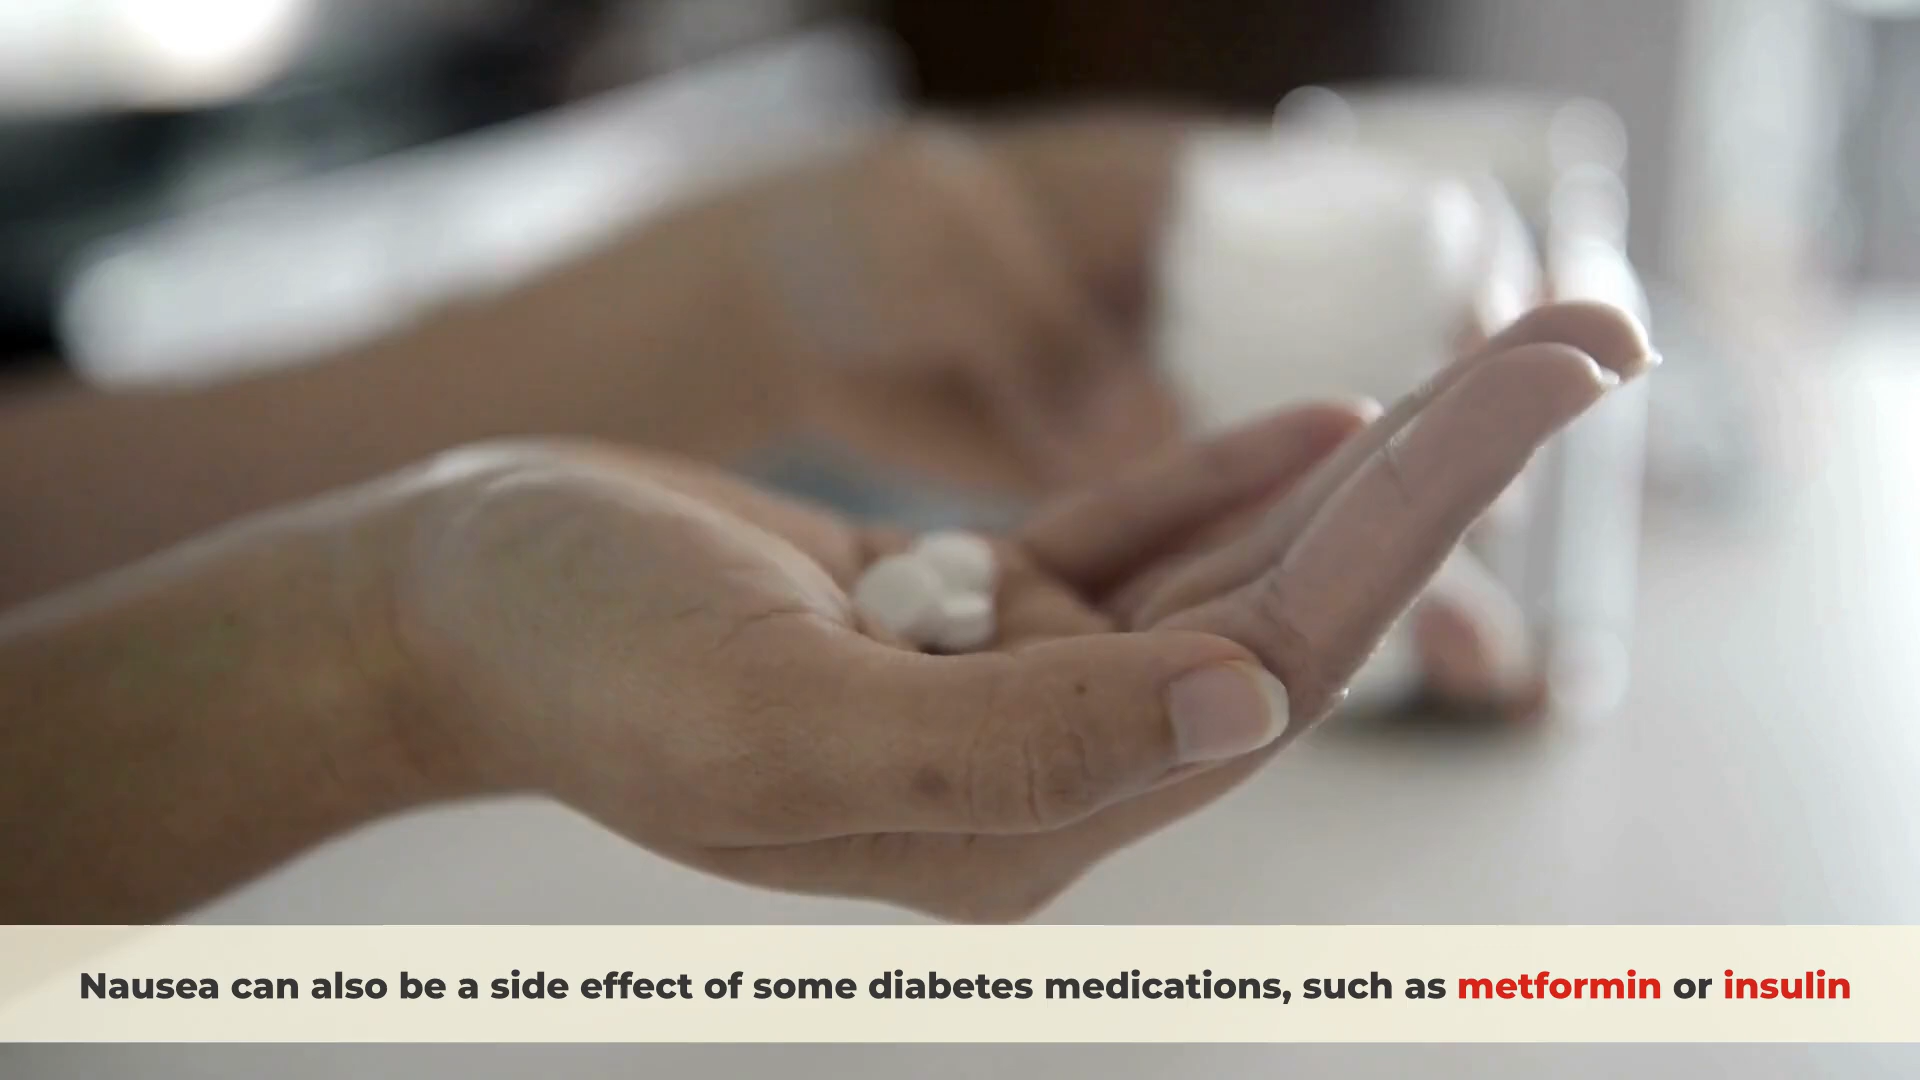 Nausea can also be a side effect of some diabetes medications, such as metformin or insulin